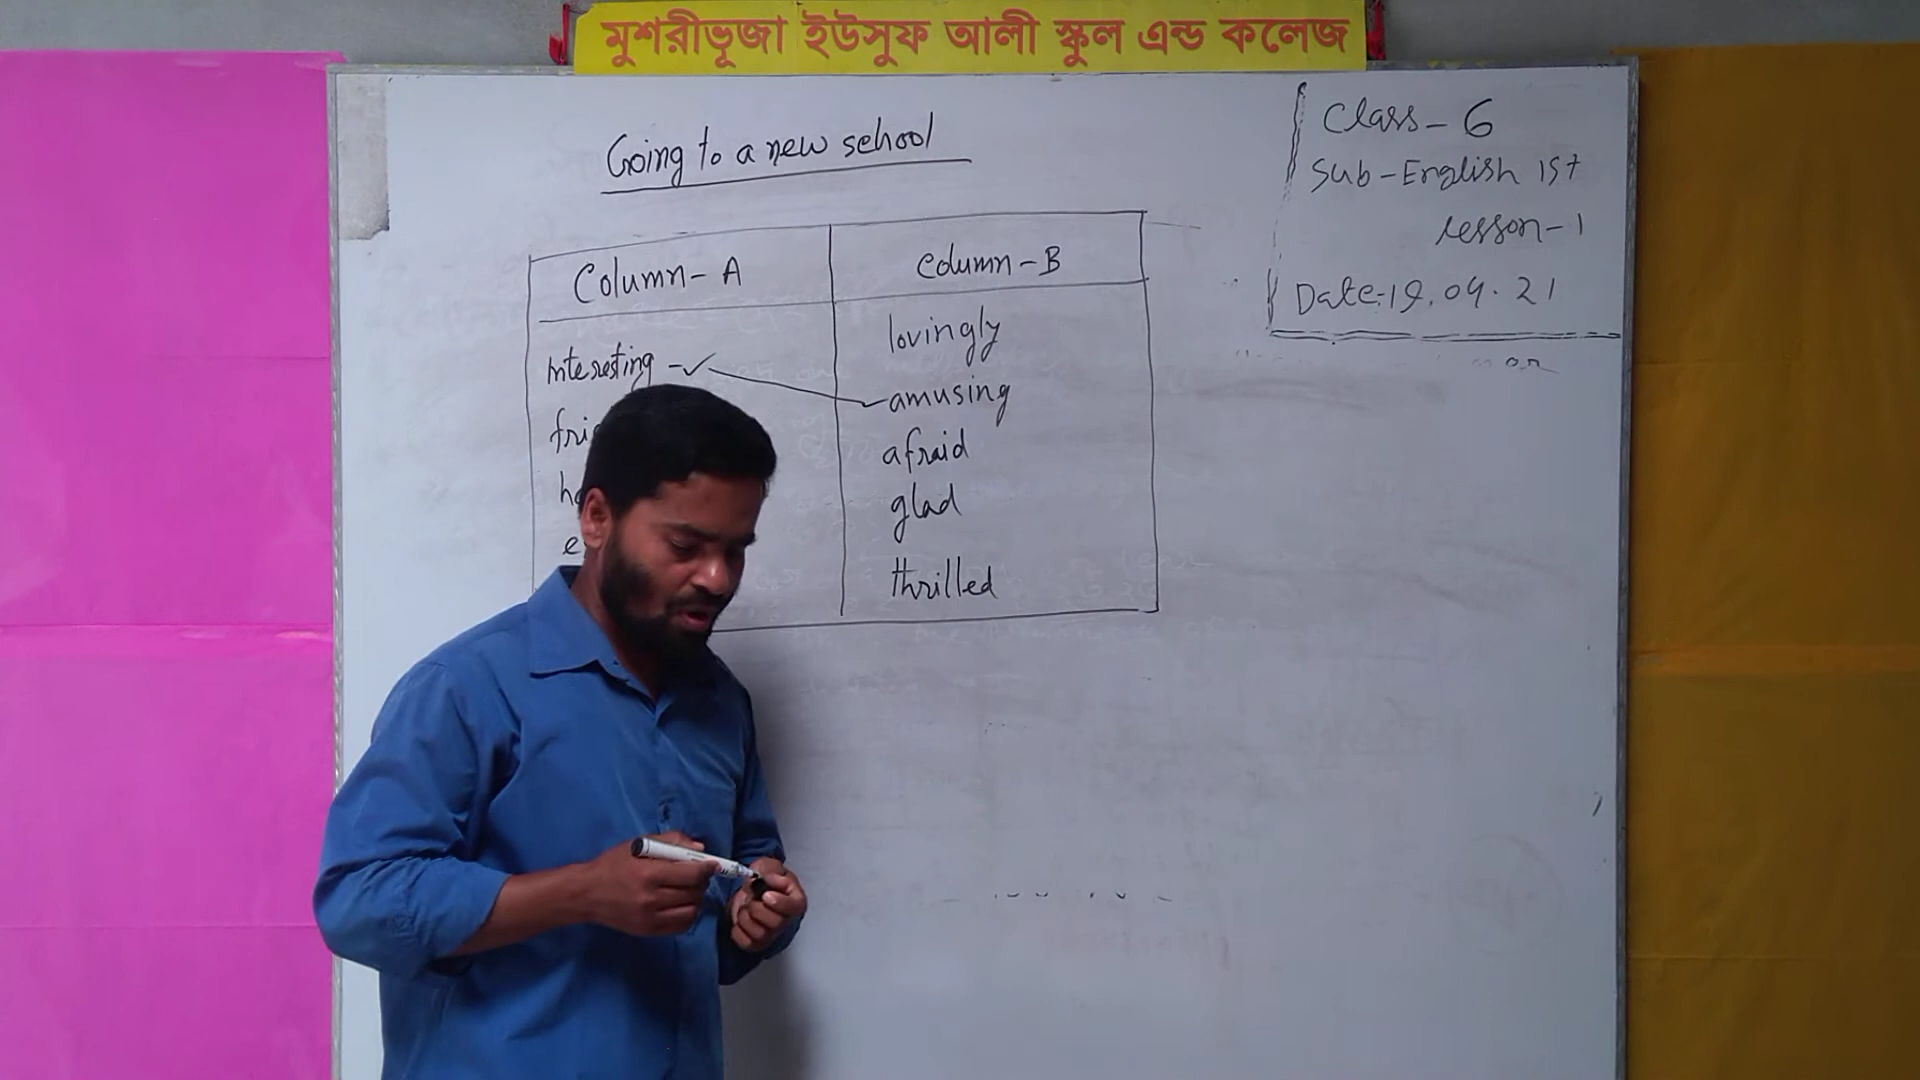 মুশরীভূজা ইউসুফ আলী স্কুল এন্ড কলেজ
Going to a new school
Class - 6
Sub - English 1st
Lesson - 1
Date: 19.04.21
Column - A
Column - B
Interesting
lovingly
amusing
afraid
glad
thrilled